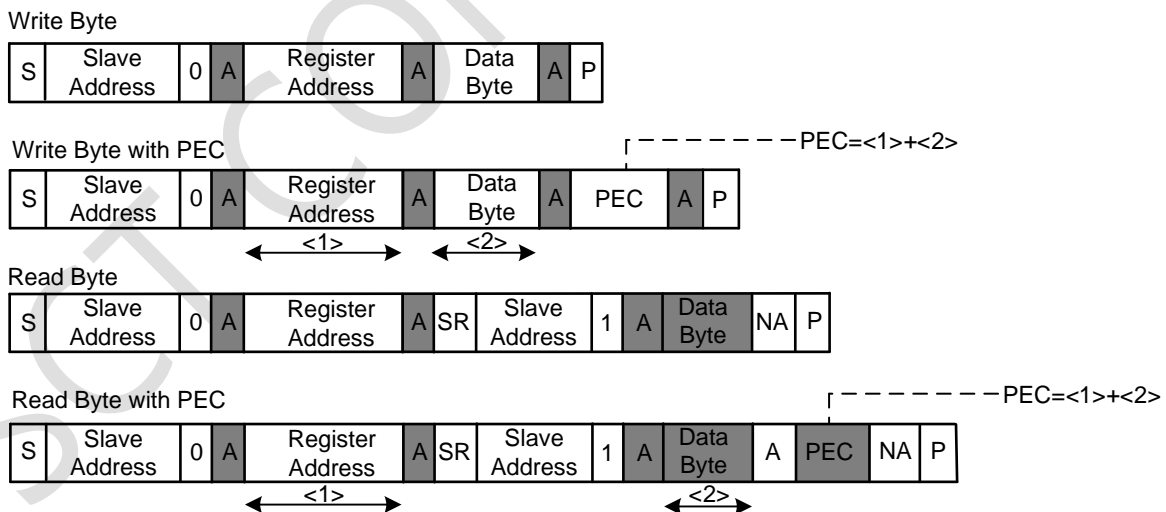 Write Byte
S Slave Address 0 A Register Address A Data Byte A P
Write Byte with PEC
PEC=<1>+<2>
S Slave Address 0 A Register Address A Data Byte A PEC A P
<1> <2>
Read Byte
S Slave Address 0 A Register Address A SR Slave Address 1 A Data Byte NA P
Read Byte with PEC
PEC=<1>+<2>
S Slave Address 0 A Register Address A SR Slave Address 1 A Data Byte A PEC NA P
<1> <2>